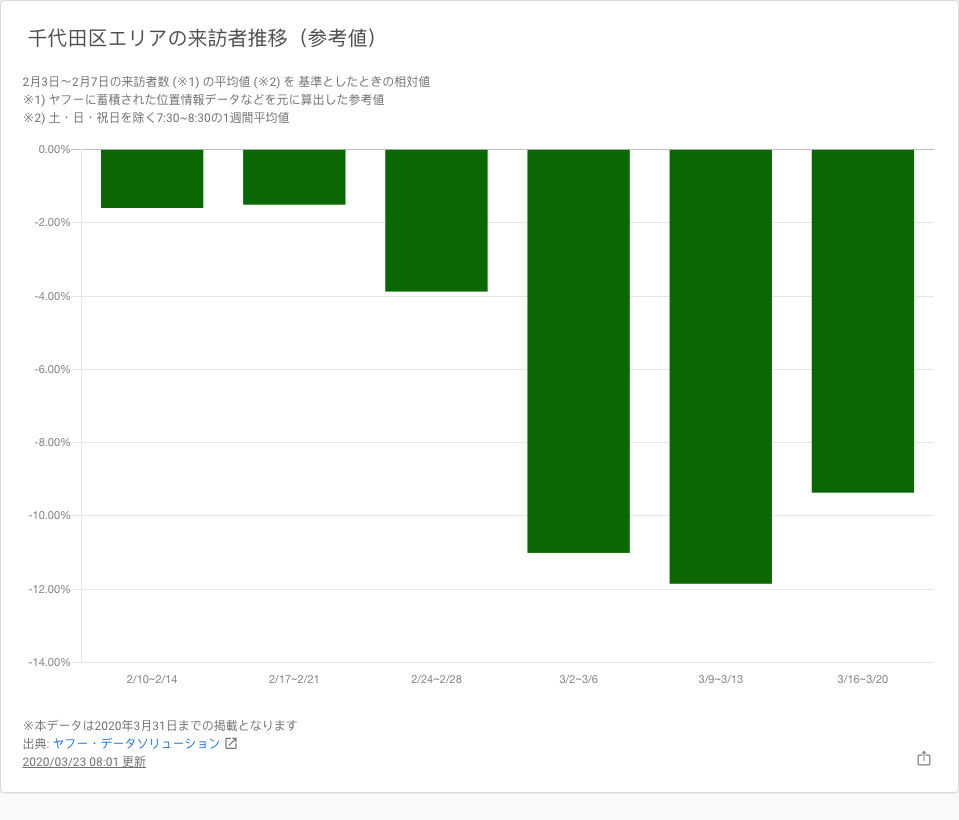 千代田区エリアの来訪者推移（参考値）
2月3日～2月7日の来訪者数 (※1) の平均値 (※2) を 基準としたときの相対値
※1) ヤフーに蓄積された位置情報データなどを元に算出した参考値
※2) 土・日・祝日を除く7:30~8:30の1週間平均値
0.00%
-2.00%
-4.00%
-6.00%
-8.00%
-10.00%
-12.00%
-14.00%
2/10~2/14 2/17~2/21 2/24~2/28 3/2~3/6 3/9~3/13 3/16~3/20
※本データは2020年3月31日までの掲載となります
出典: ヤフー・データソリューション
2020/03/23 08:01 更新